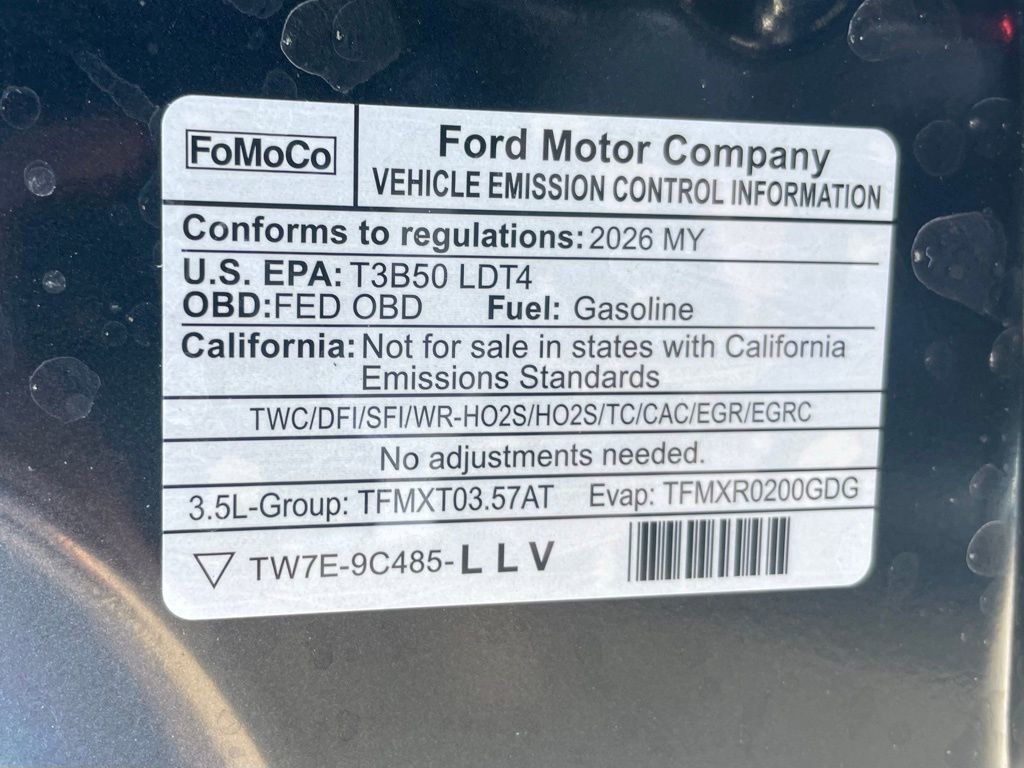 FoMoCo
Ford Motor Company
VEHICLE EMISSION CONTROL INFORMATION
Conforms to regulations: 2026 MY
U.S. EPA: T3B50 LDT4
OBD:FED OBD Fuel: Gasoline
California: Not for sale in states with California
Emissions Standards
TWC/DFI/SFI/WR-HO2S/HO2S/TC/CAC/EGR/EGRC
No adjustments needed.
3.5L-Group: TFMXT03.57AT Evap: TFMXR0200GDG
TW7E-9C485-LLV